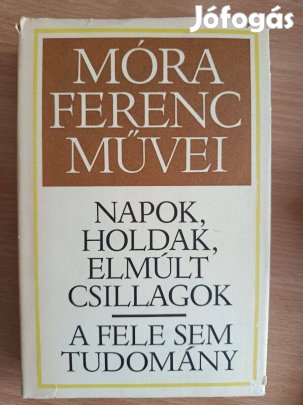 Jófogás
MÓRA
FERENC
MŰVEI
NAPOK,
HOLDAK,
ELMÚLT
CSILLAGOK
A FELE SEM
TUDOMÁNY